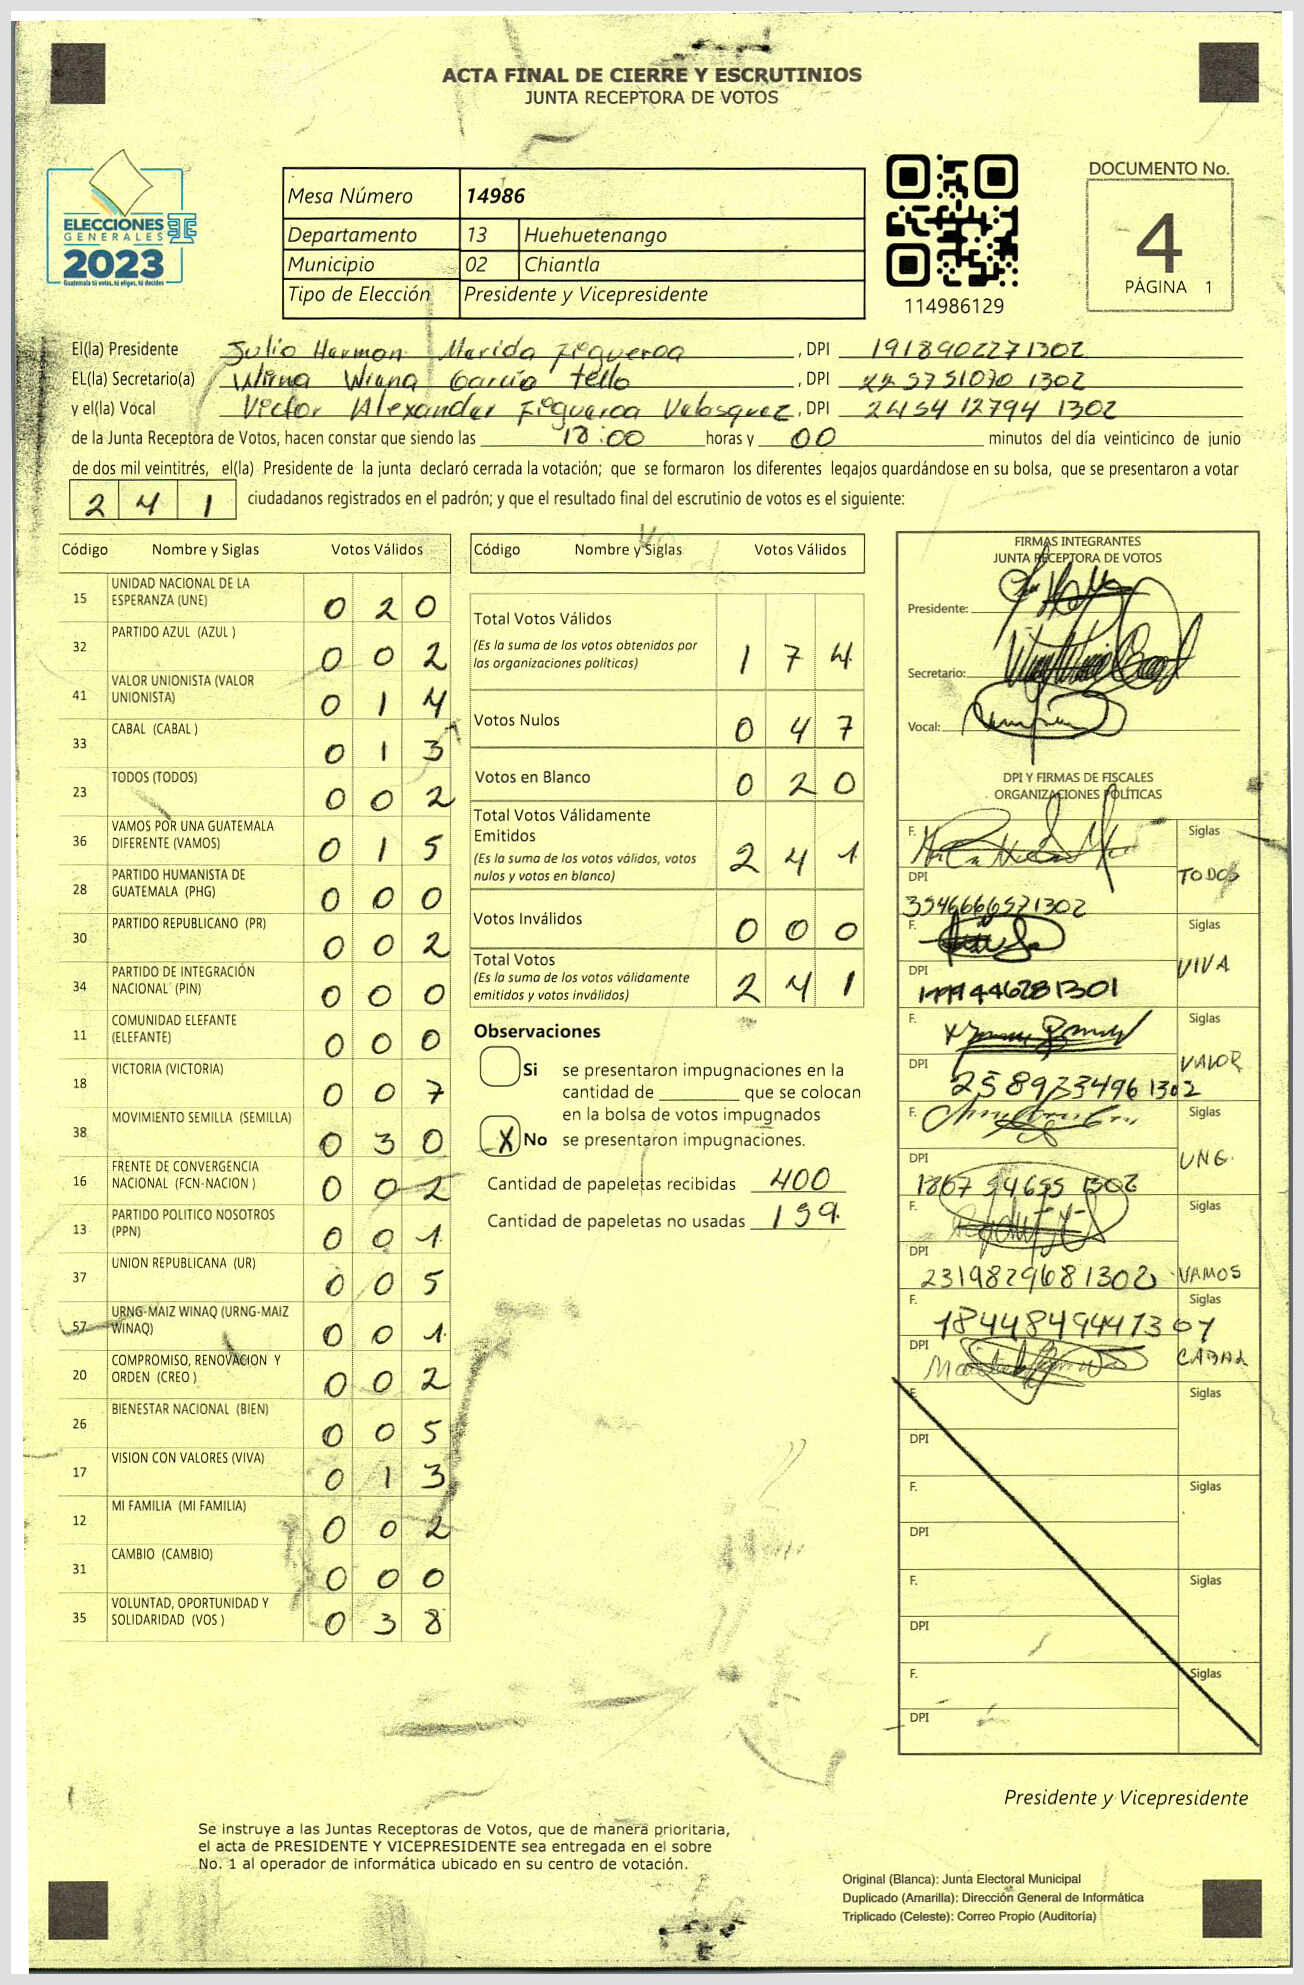 ACTA FINAL DE CIERRE Y ESCRUTINIOS
JUNTA RECEPTORA DE VOTOS
ELECCIONES
GENERALES
2023
Guatemala tú votas, tú eliges, tú decides
Mesa Número 14986
Departamento 13 Huehuetenango
Municipio 02 Chiantla
Tipo de Elección Presidente y Vicepresidente
114986129
DOCUMENTO No.
4
PÁGINA 1
El(la) Presidente Julio Harmon Marida Figueroa, DPI 1918902271302
EL(la) Secretario(a) Wirna Wiana García Tello, DPI 225751070 1302
y el(la) Vocal Victor Alexander Figueroa Velasquez, DPI 2454 12794 1302
de la Junta Receptora de Votos, hacen constar que siendo las 18:00 horas y 00 minutos del día veinticinco de junio
de dos mil veintitrés, el(la) Presidente de la junta declaró cerrada la votación; que se formaron los diferentes legajos quardándose en su bolsa, que se presentaron a votar
241 ciudadanos registrados en el padrón; y que el resultado final del escrutinio de votos es el siguiente:
Código Nombre y Siglas Votos Válidos
15 UNIDAD NACIONAL DE LA ESPERANZA (UNE) 0 2 0
32 PARTIDO AZUL (AZUL ) 0 0 2
41 VALOR UNIONISTA (VALOR UNIONISTA) 0 1 4
33 CABAL (CABAL ) 0 1 3
23 TODOS (TODOS) 0 0 2
36 VAMOS POR UNA GUATEMALA DIFERENTE (VAMOS) 0 1 5
28 PARTIDO HUMANISTA DE GUATEMALA (PHG) 0 0 0
30 PARTIDO REPUBLICANO (PR) 0 0 2
34 PARTIDO DE INTEGRACIÓN NACIONAL (PIN) 0 0 0
11 COMUNIDAD ELEFANTE (ELEFANTE) 0 0 0
18 VICTORIA (VICTORIA) 0 0 7
38 MOVIMIENTO SEMILLA (SEMILLA) 0 3 0
16 FRENTE DE CONVERGENCIA NACIONAL (FCN-NACION ) 0 0 2
13 PARTIDO POLITICO NOSOTROS (PPN) 0 0 1
37 UNION REPUBLICANA (UR) 0 0 5
57 URNG-MAIZ WINAQ (URNG-MAIZ WINAQ) 0 0 1
20 COMPROMISO, RENOVACION Y ORDEN (CREO ) 0 0 2
26 BIENESTAR NACIONAL (BIEN) 0 0 5
17 VISION CON VALORES (VIVA) 0 1 3
12 MI FAMILIA (MI FAMILIA) 0 0 2
31 CAMBIO (CAMBIO) 0 0 0
35 VOLUNTAD, OPORTUNIDAD Y SOLIDARIDAD (VOS ) 0 3 8
Código Nombre y Siglas Votos Válidos
Total Votos Válidos 1 7 4
(Es la suma de los votos obtenidos por
las organizaciones políticas)
Votos Nulos 0 4 7
Votos en Blanco 0 2 0
Total Votos Válidamente
Emitidos 2 4 1
(Es la suma de los votos válidos, votos
nulos y votos en blanco)
Votos Inválidos 0 0 0
Total Votos 2 4 1
(Es la suma de los votos válidamente
emitidos y votos inválidos)
Observaciones
Si se presentaron impugnaciones en la
cantidad de ________ que se colocan
en la bolsa de votos impugnados
X No se presentaron impugnaciones.
Cantidad de papeletas recibidas 400
Cantidad de papeletas no usadas 159
FIRMAS INTEGRANTES
JUNTA RECEPTORA DE VOTOS
Presidente:
Secretario:
Vocal:
DPI Y FIRMAS DE FISCALES
ORGANIZACIONES POLÍTICAS
F. Siglas
DPI TODOS
3546666571302
F. Siglas
DPI VIVA
1999446281301
F. Siglas
DPI VALOR
2589334961302
F. Siglas
DPI UNE.
1867 54655 1302
F. Siglas
DPI
2319829681302 VAMOS
F. Siglas
1844849441307
DPI CABAL
F. Siglas
DPI
F. Siglas
DPI
F. Siglas
DPI
F. Siglas
DPI
Presidente y Vicepresidente
Se instruye a las Juntas Receptoras de Votos, que de manera prioritaria,
el acta de PRESIDENTE Y VICEPRESIDENTE sea entregada en el sobre
No. 1 al operador de informática ubicado en su centro de votación.
Original (Blanca): Junta Electoral Municipal
Duplicado (Amarilla): Dirección General de Informática
Triplicado (Celeste): Correo Propio (Auditoría)